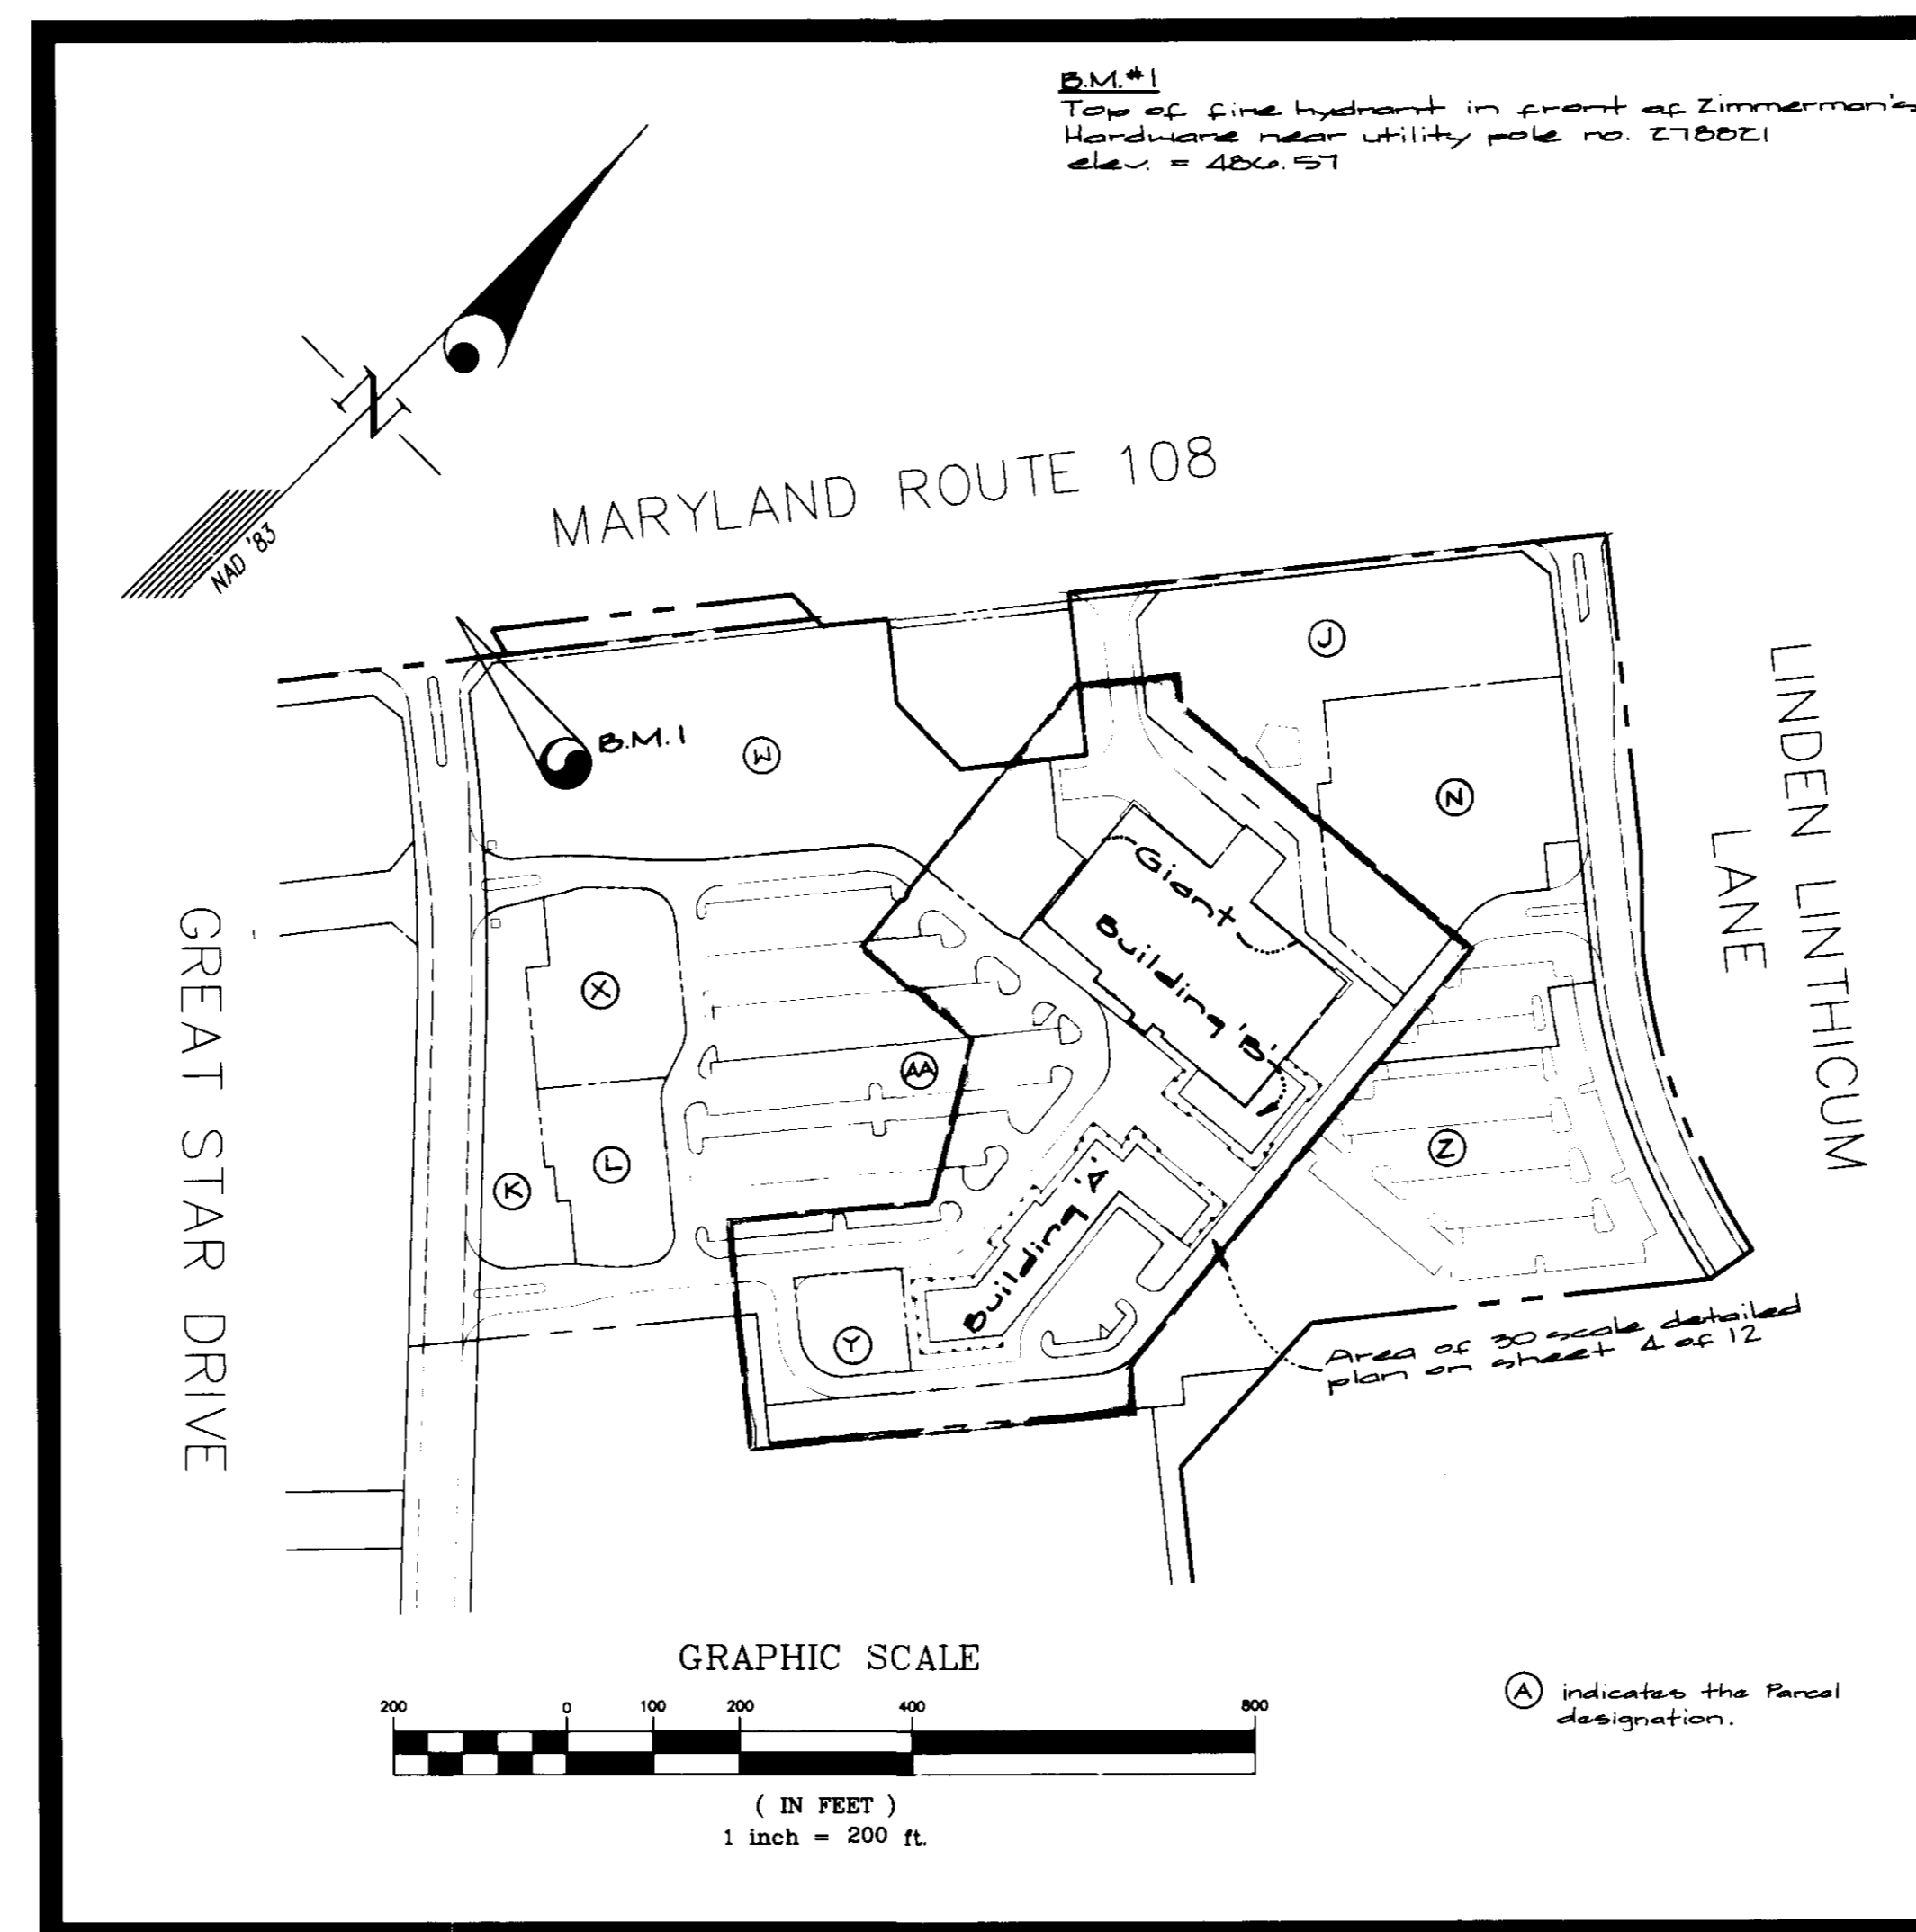 B.M.#1
Top of fire hydrant in front of Zimmerman's
Hardware near utility pole no. 278821
elev. = 486.57
N
NAD '83
MARYLAND ROUTE 108
LINDEN LINTHICUM
LANE
GREAT STAR DRIVE
B.M.1
W
J
N
X
AA
L
K
Z
Y
Giant
Building 'B'
Building 'A'
Area of 30 scale detailed
plan on sheet 4 of 12
GRAPHIC SCALE
200 0 100 200 400 800
( IN FEET )
1 inch = 200 ft.
A indicates the Parcel
designation.